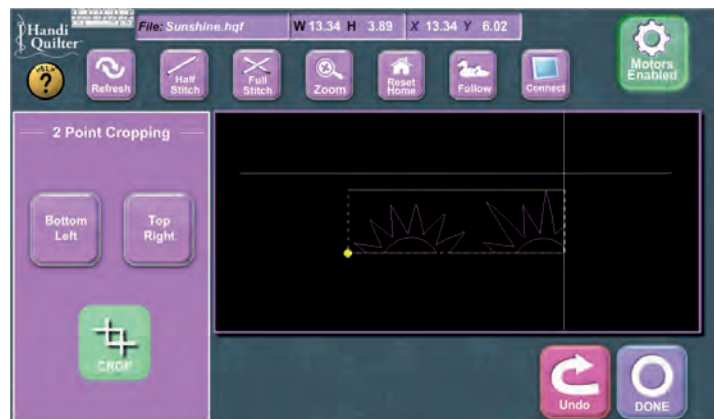 Handi
Quilter
File: Sunshine.hqf W 13.34 H 3.89 X 13.34 Y 6.02
HELP
?
Refresh
Half
Stitch
Full
Stitch
Zoom
Reset
Home
Follow
Connect
Motors
Enabled
2 Point Cropping
Bottom
Left
Top
Right
CROP
Undo
DONE